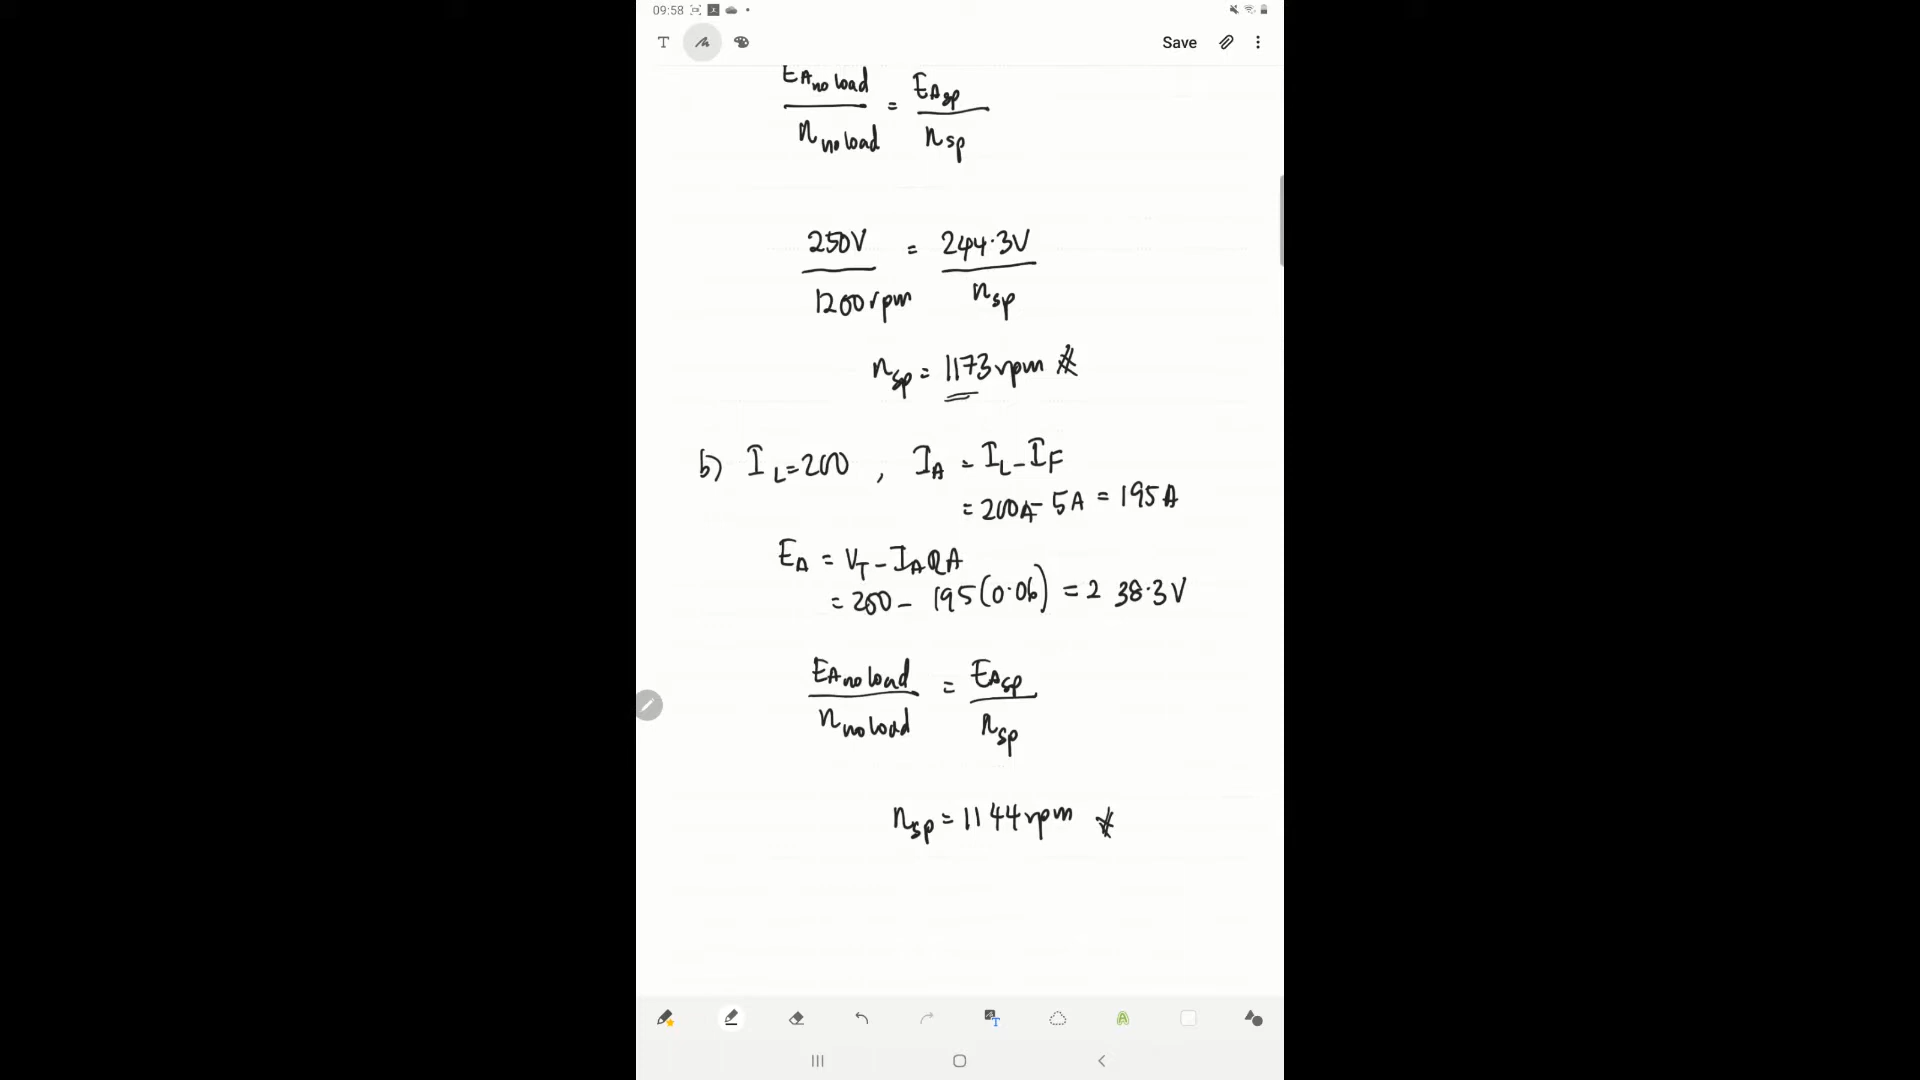 09:58
T Save
EA no load / n no load = EA sp / n sp
250V / 1200 rpm = 244.3V / n sp
n sp = 1173 rpm
b) IL = 200, IA = IL - IF
= 200A - 5A = 195A
EA = VT - IARA
= 250 - 195(0.06) = 238.3V
EA no load / n no load = EA sp / n sp
n sp = 1144 rpm